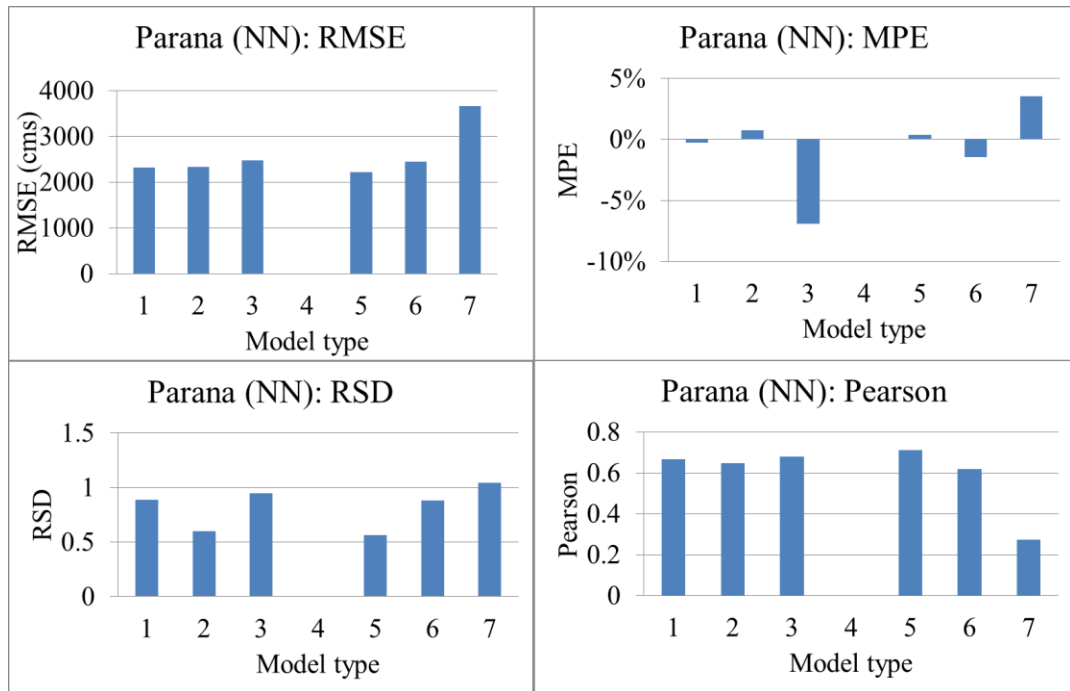 Parana (NN): RMSE
4000
3000
2000
1000
0
RMSE (cms)
1 2 3 4 5 6 7
Model type
Parana (NN): MPE
5%
0%
-5%
-10%
MPE
1 2 3 4 5 6 7
Model type
Parana (NN): RSD
1.5
1
0.5
0
RSD
1 2 3 4 5 6 7
Model type
Parana (NN): Pearson
0.8
0.6
0.4
0.2
0
Pearson
1 2 3 4 5 6 7
Model type